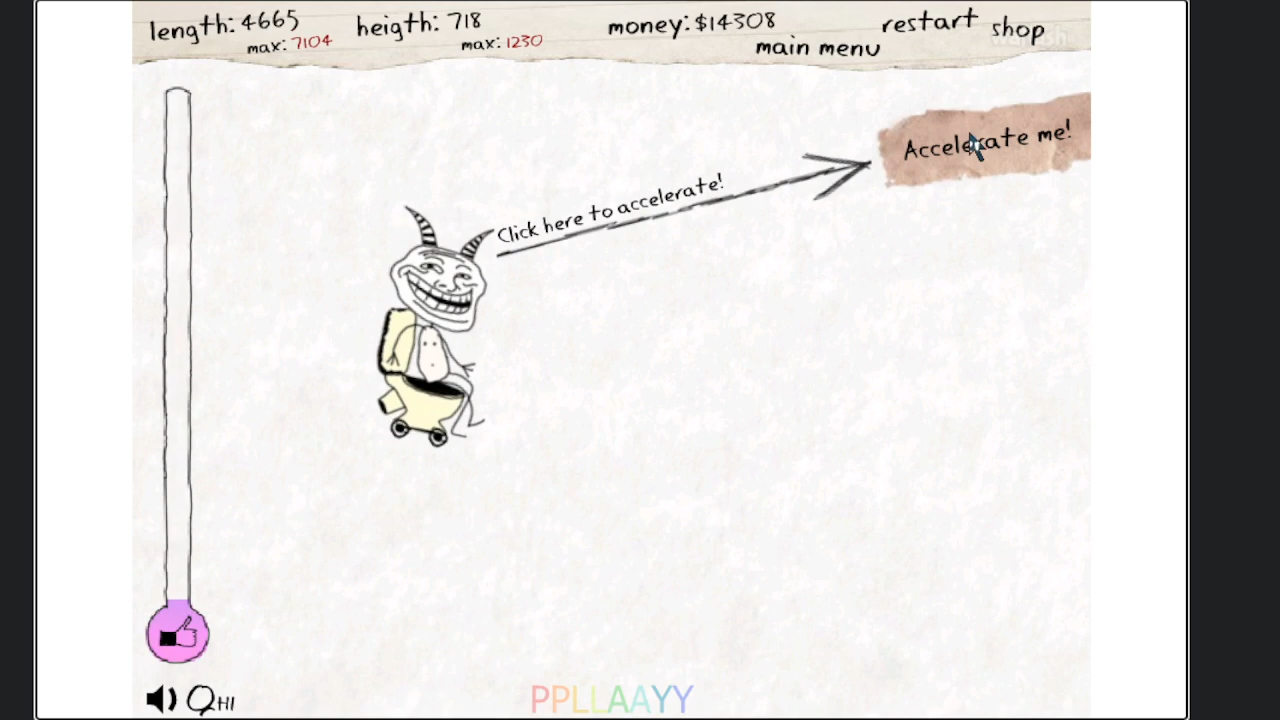 length: 4665 heigth: 718 money: $14308 restart shop
max: 7104 max: 1230 main menu
Accelerate me!
Click here to accelerate!
QHI
PPLLAAYY